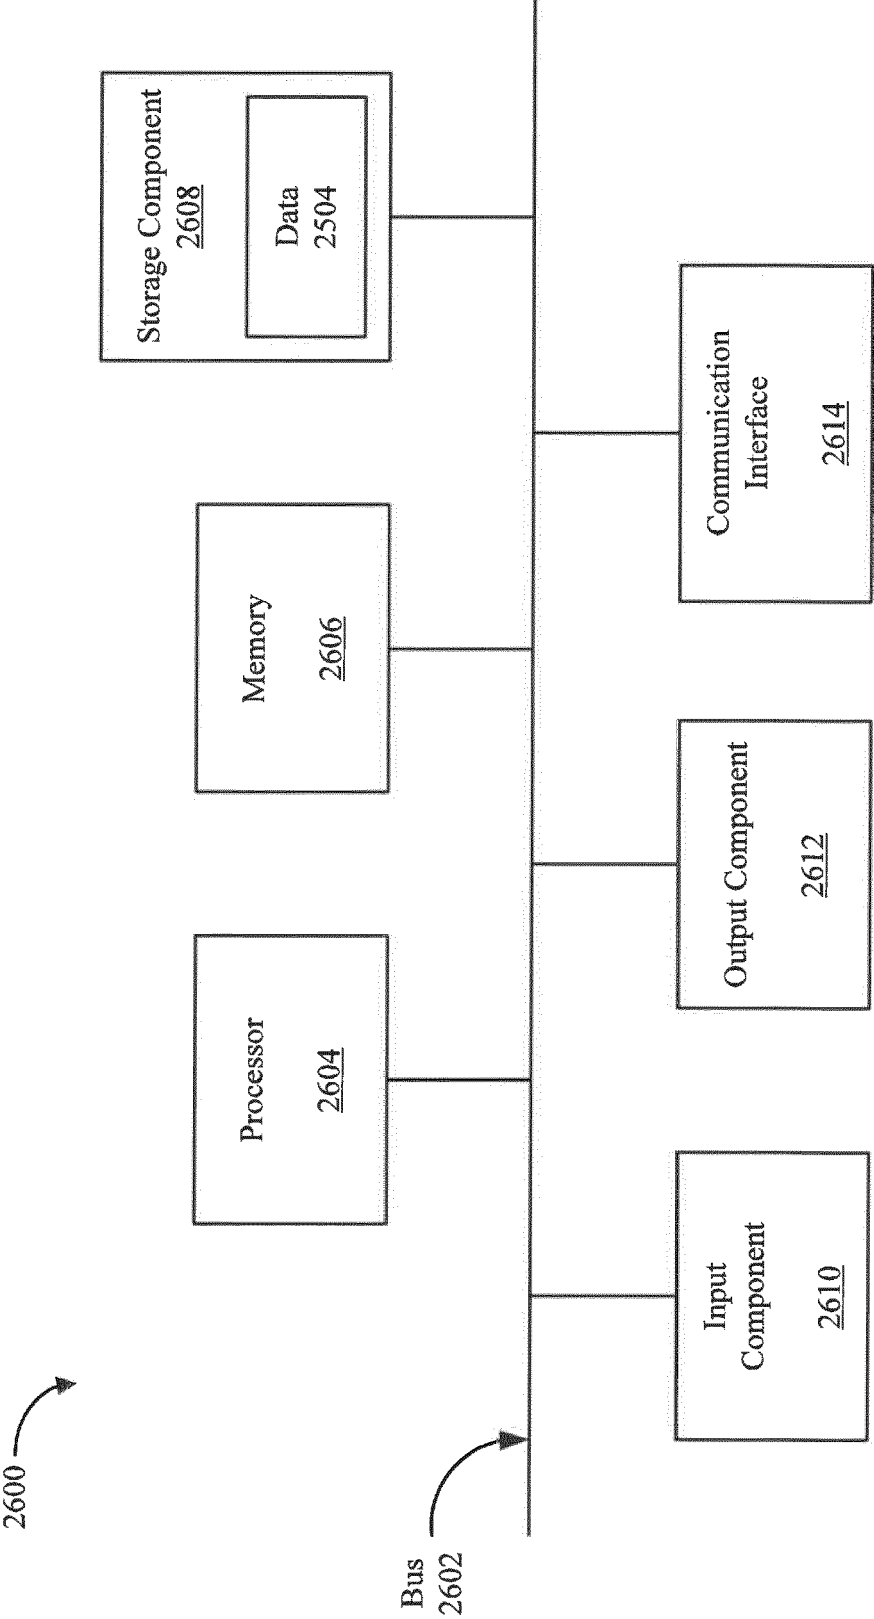 2600
Processor
2604
Memory
2606
Storage Component
2608
Data
2504
Bus
2602
Input
Component
2610
Output Component
2612
Communication
Interface
2614